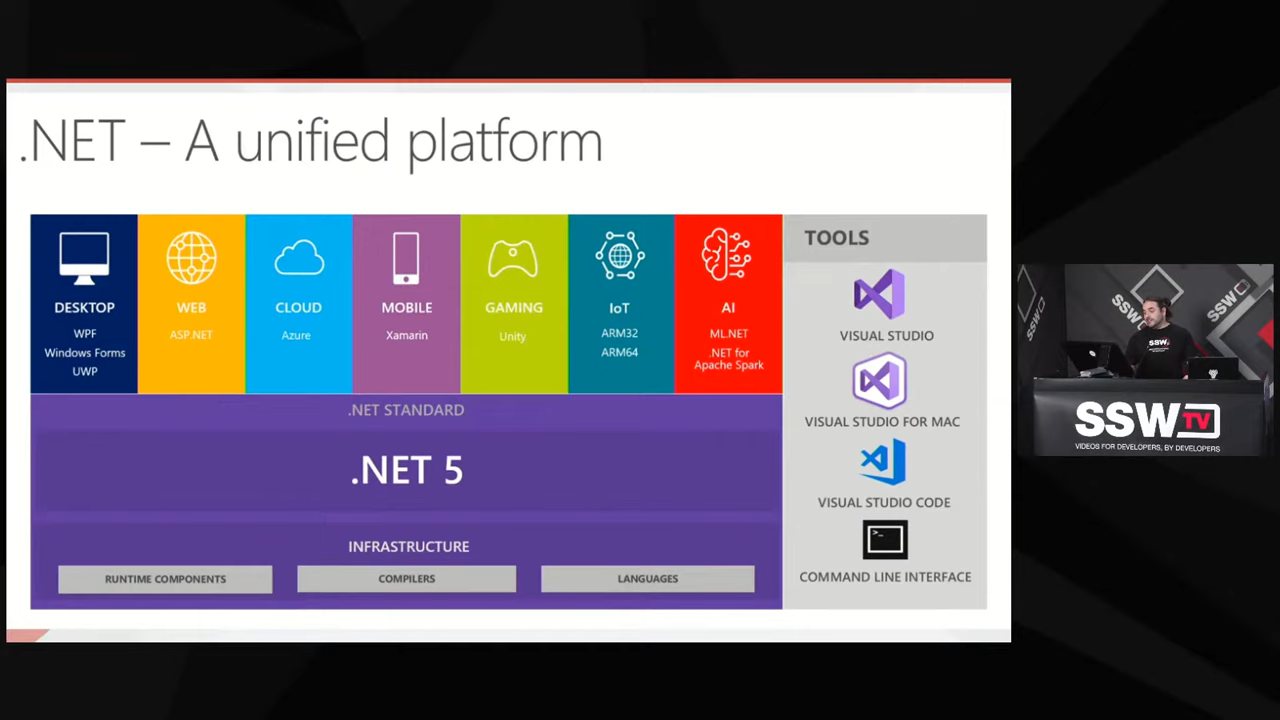 .NET – A unified platform
DESKTOP
WPF
Windows Forms
UWP
WEB
ASP.NET
CLOUD
Azure
MOBILE
Xamarin
GAMING
Unity
IoT
ARM32
ARM64
AI
ML.NET
.NET for
Apache Spark
.NET STANDARD
.NET 5
INFRASTRUCTURE
RUNTIME COMPONENTS
COMPILERS
LANGUAGES
TOOLS
VISUAL STUDIO
VISUAL STUDIO FOR MAC
VISUAL STUDIO CODE
COMMAND LINE INTERFACE
SSW
SSW
SSW
SSW TV
VIDEOS FOR DEVELOPERS, BY DEVELOPERS